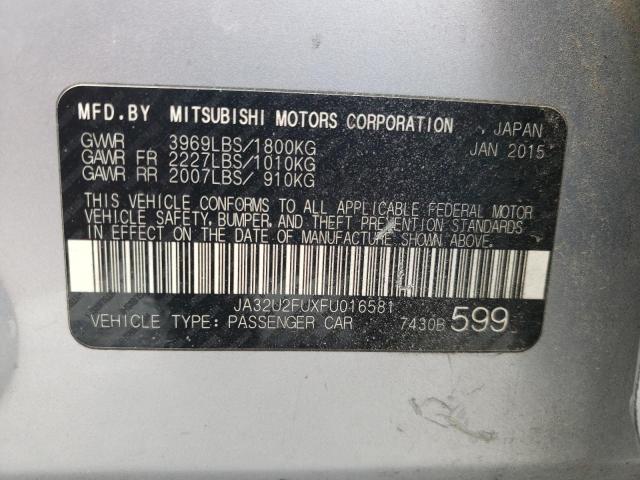 MFD.BY MITSUBISHI MOTORS CORPORATION JAPAN
GVWR 3969LBS/1800KG JAN 2015
GAWR FR 2227LBS/1010KG
GAWR RR 2007LBS/ 910KG
THIS VEHICLE CONFORMS TO ALL APPLICABLE FEDERAL MOTOR
VEHICLE SAFETY, BUMPER, AND THEFT PREVENTION STANDARDS
IN EFFECT ON THE DATE OF MANUFACTURE SHOWN ABOVE.
JA32U2FUXFU016581
VEHICLE TYPE: PASSENGER CAR 7430B 599